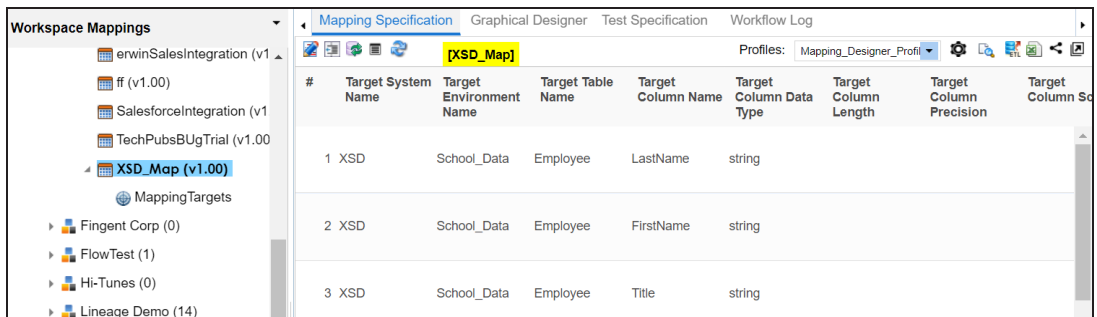 Workspace Mappings
erwinSalesIntegration (v1
ff (v1.00)
SalesforceIntegration (v1
TechPubsBUgTrial (v1.00
XSD_Map (v1.00)
MappingTargets
Fingent Corp (0)
FlowTest (1)
Hi-Tunes (0)
Lineage Demo (14)
Mapping Specification Graphical Designer Test Specification Workflow Log
[XSD_Map] Profiles: Mapping_Designer_Profil
# Target System Name Target Environment Name Target Table Name Target Column Name Target Column Data Type Target Column Length Target Column Precision Target Column Sc
1 XSD School_Data Employee LastName string
2 XSD School_Data Employee FirstName string
3 XSD School_Data Employee Title string